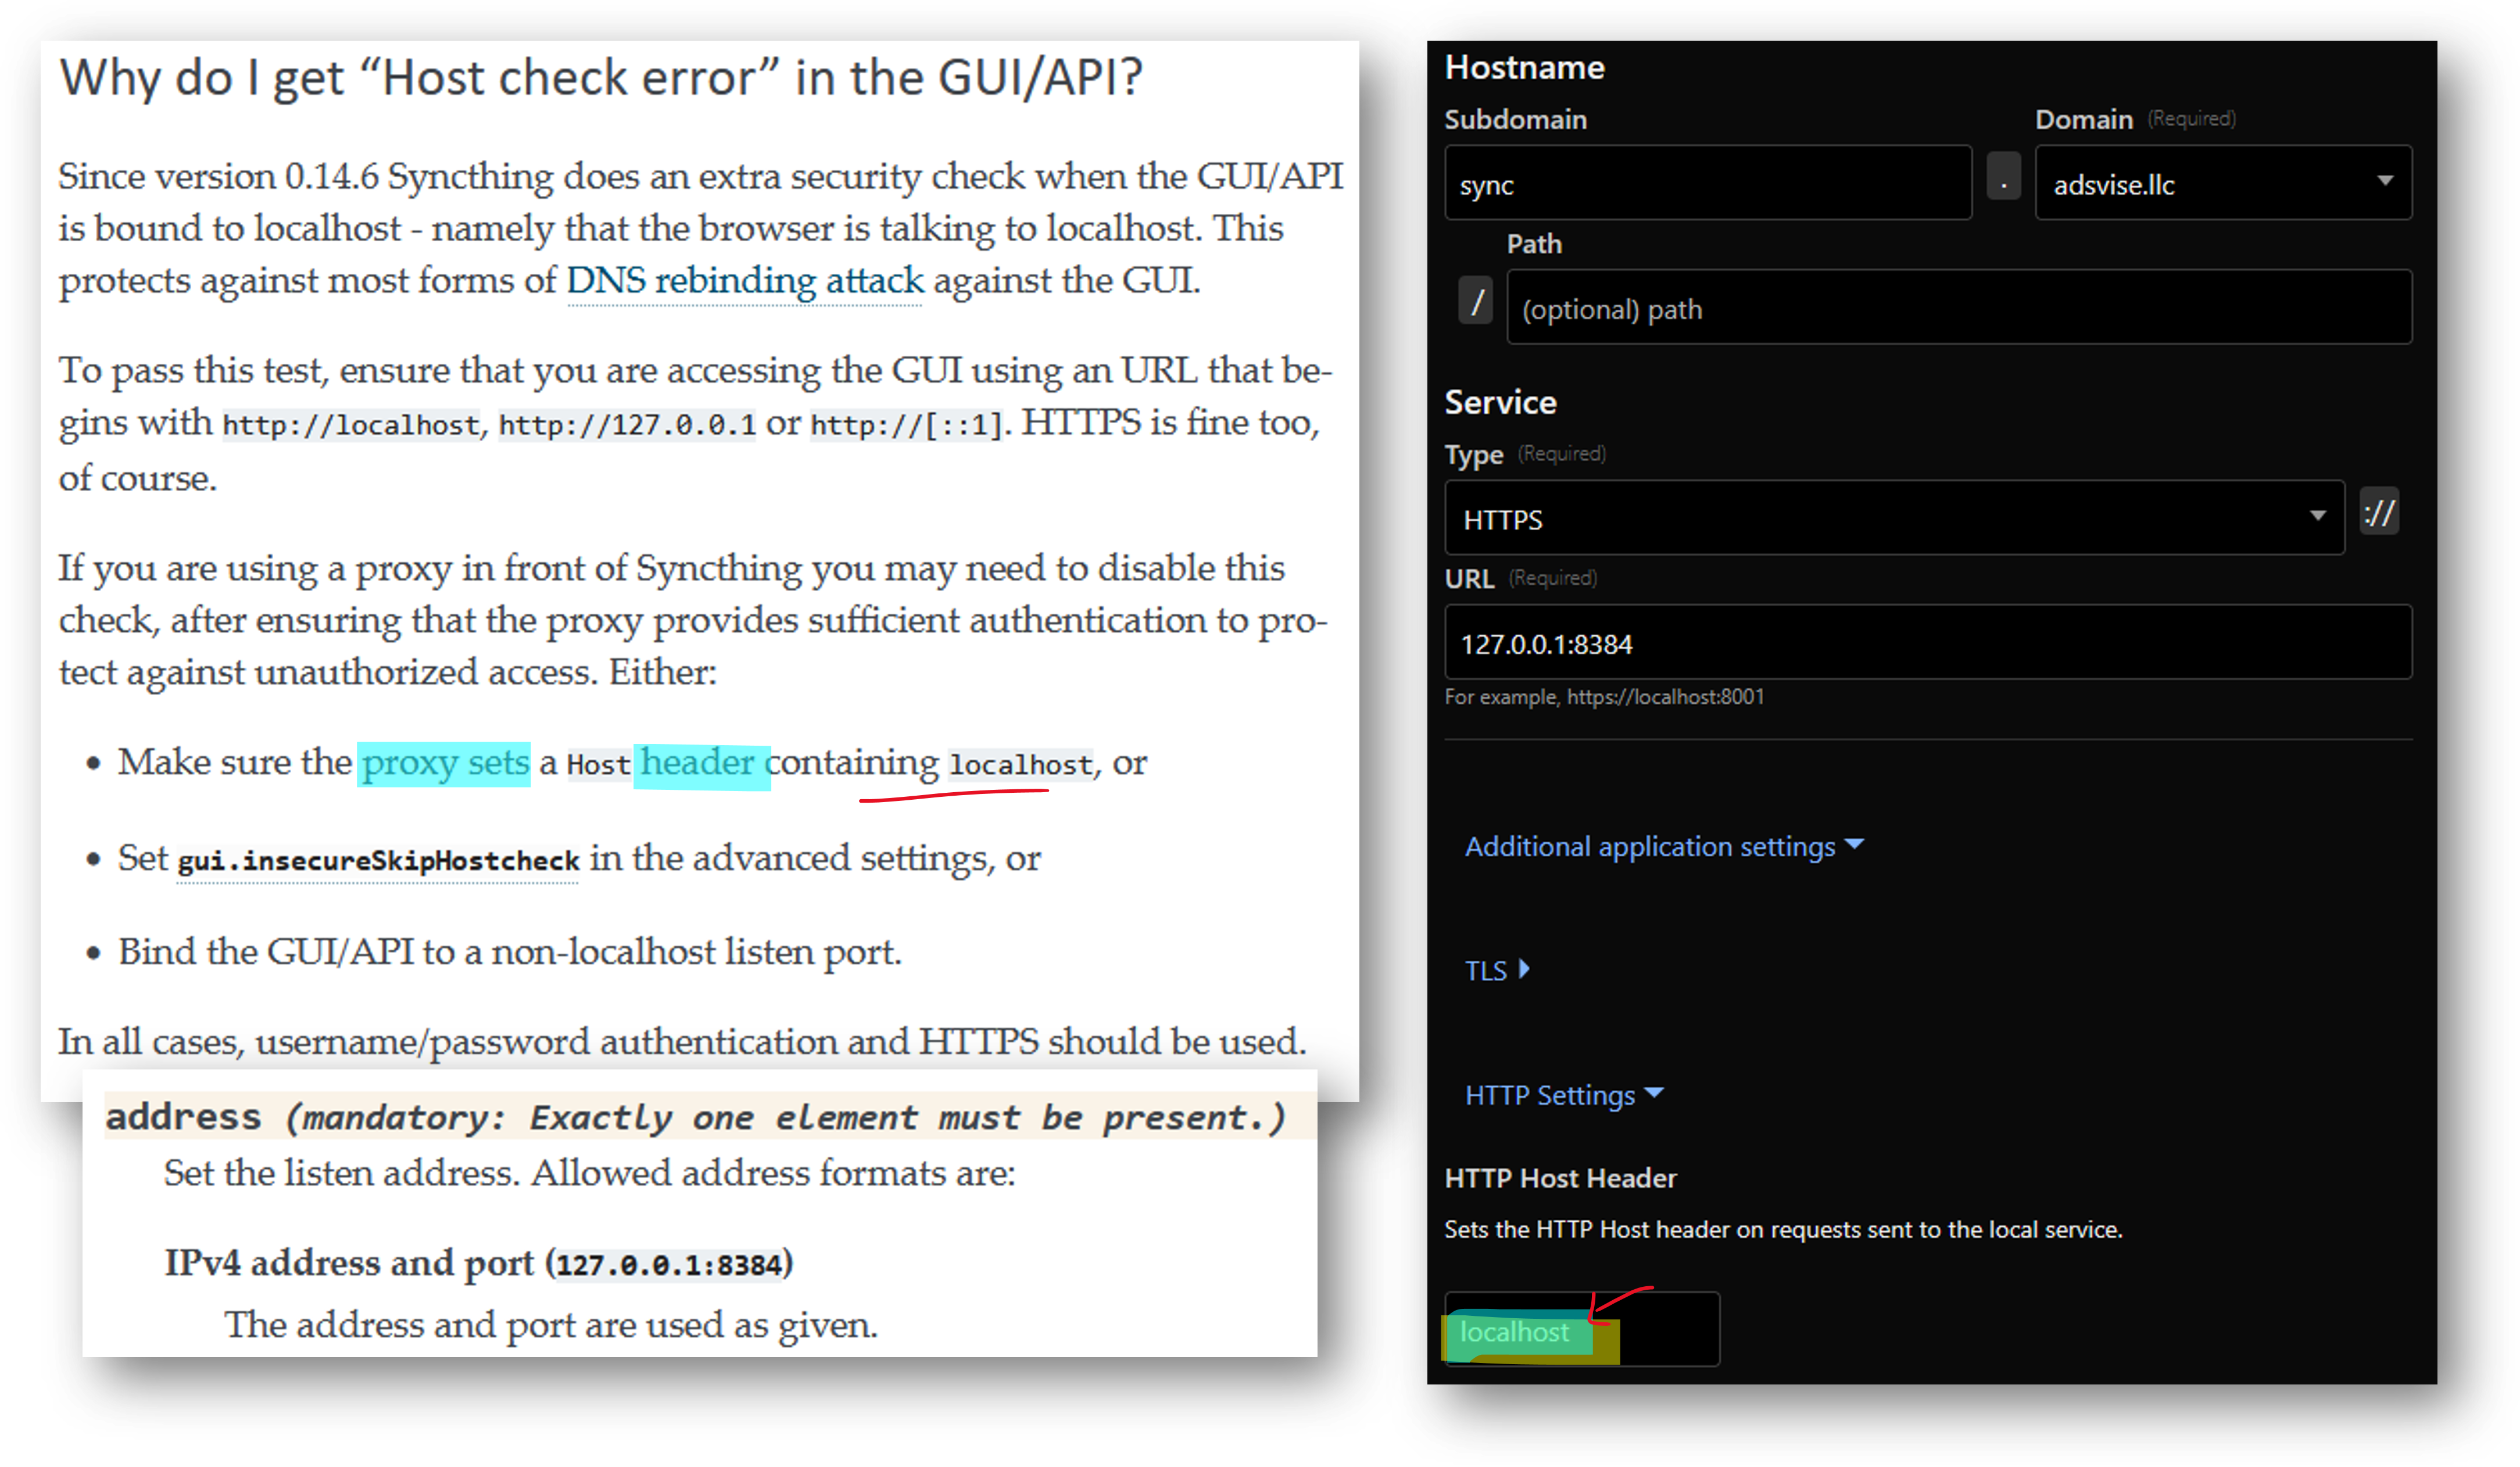 Why do I get “Host check error” in the GUI/API?
Since version 0.14.6 Syncthing does an extra security check when the GUI/API
is bound to localhost - namely that the browser is talking to localhost. This
protects against most forms of DNS rebinding attack against the GUI.
To pass this test, ensure that you are accessing the GUI using an URL that be-
gins with http://localhost, http://127.0.0.1 or http://[::1]. HTTPS is fine too,
of course.
If you are using a proxy in front of Syncthing you may need to disable this
check, after ensuring that the proxy provides sufficient authentication to pro-
tect against unauthorized access. Either:
• Make sure the proxy sets a Host header containing localhost, or
• Set gui.insecureSkipHostcheck in the advanced settings, or
• Bind the GUI/API to a non-localhost listen port.
In all cases, username/password authentication and HTTPS should be used.
address (mandatory: Exactly one element must be present.)
Set the listen address. Allowed address formats are:
IPv4 address and port (127.0.0.1:8384)
The address and port are used as given.
Hostname
Subdomain
Domain (Required)
sync
.
adsvise.llc
Path
/
(optional) path
Service
Type (Required)
HTTPS
://
URL (Required)
127.0.0.1:8384
For example, https://localhost:8001
Additional application settings
TLS
HTTP Settings
HTTP Host Header
Sets the HTTP Host header on requests sent to the local service.
localhost